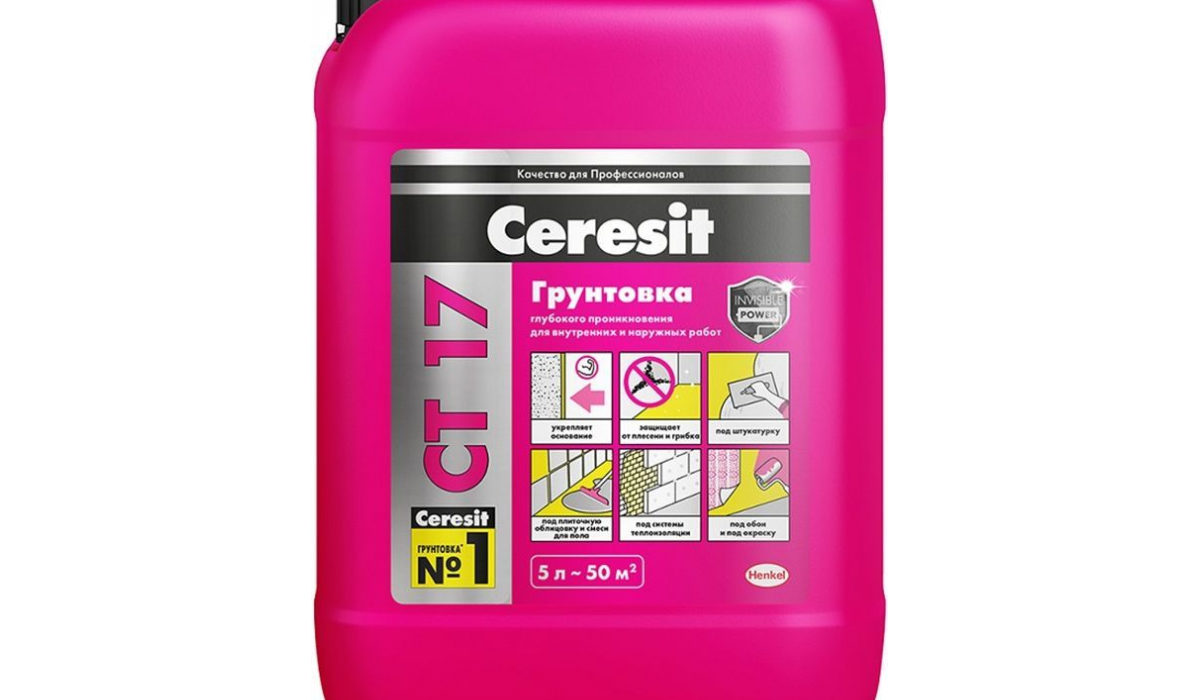 Качество для Профессионалов
Ceresit
CT 17
Грунтовка
глубокого проникновения
для внутренних и наружных работ
INVISIBLE
POWER
укрепляет
основание
защищает
от плесени и грибка
под штукатурку
под плиточную
облицовку и смеси
для пола
под системы
теплоизоляции
под обои
и под окраску
Ceresit
ГРУНТОВКА*
№1
5 л ~ 50 м²
Henkel